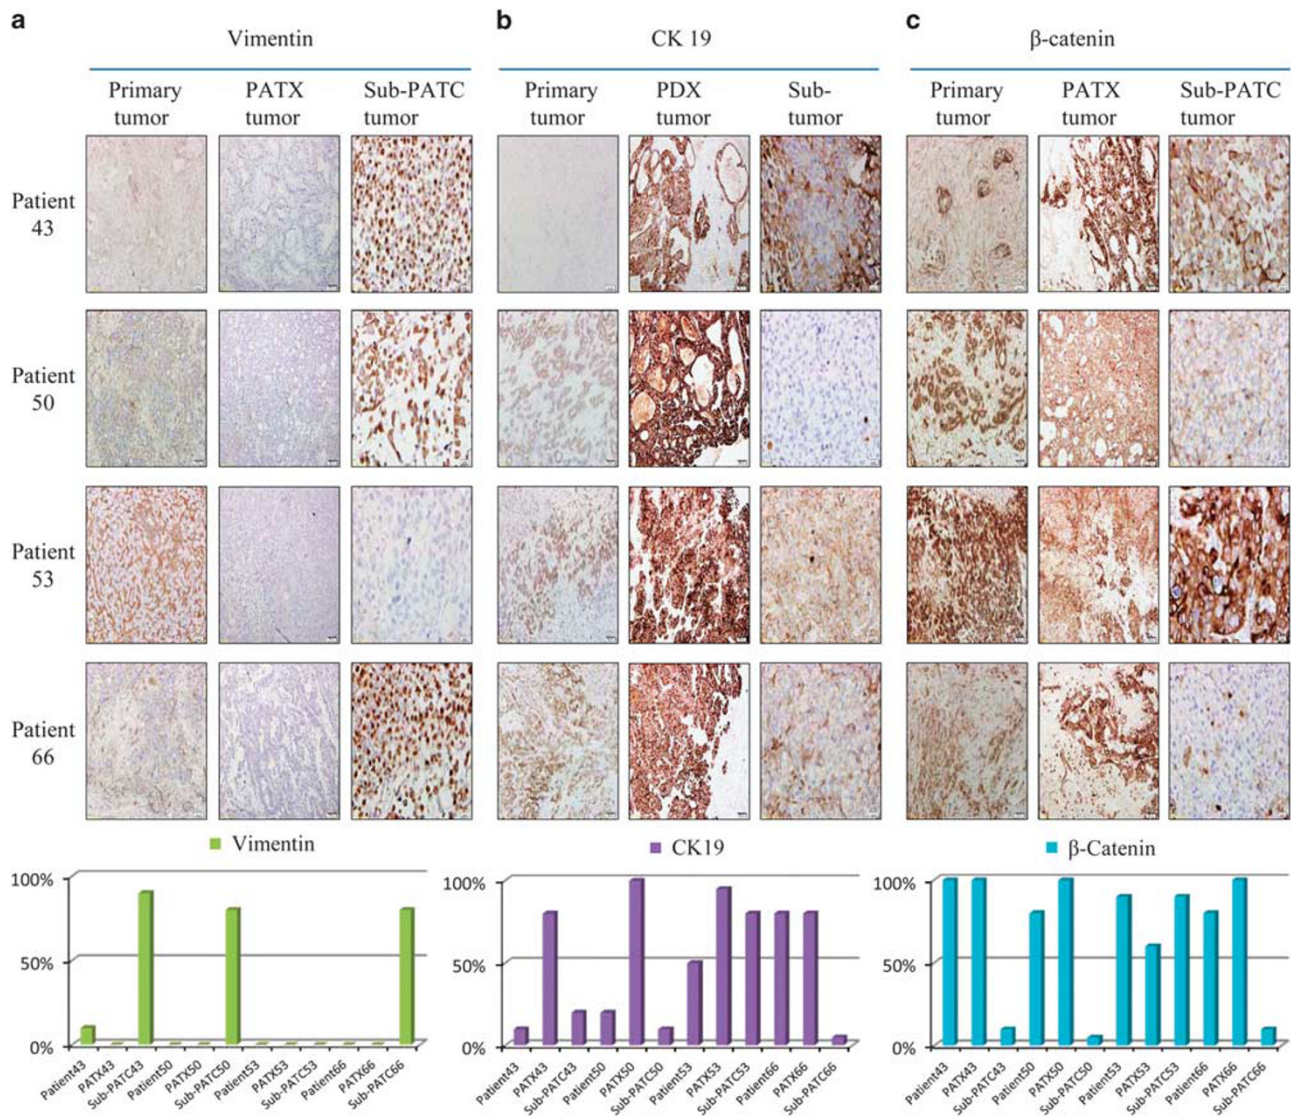 a
b
c
Vimentin
CK 19
β-catenin
Primary tumor
PATX tumor
Sub-PATC tumor
Primary tumor
PDX tumor
Sub- tumor
Primary tumor
PATX tumor
Sub-PATC tumor
Patient 43
Patient 50
Patient 53
Patient 66
Vimentin
100%
50%
0%
Patient43
PATX43
Sub-PATC43
Patient50
PATX50
Sub-PATC50
Patient53
PATX53
Sub-PATC53
Patient66
PATX66
Sub-PATC66
CK19
100%
50%
0%
Patient43
PATX43
Sub-PATC43
Patient50
PATX50
Sub-PATC50
Patient53
PATX53
Sub-PATC53
Patient66
PATX66
Sub-PATC66
β-Catenin
100%
50%
0%
Patient43
PATX43
Sub-PATC43
Patient50
PATX50
Sub-PATC50
Patient53
PATX53
Sub-PATC53
Patient66
PATX66
Sub-PATC66